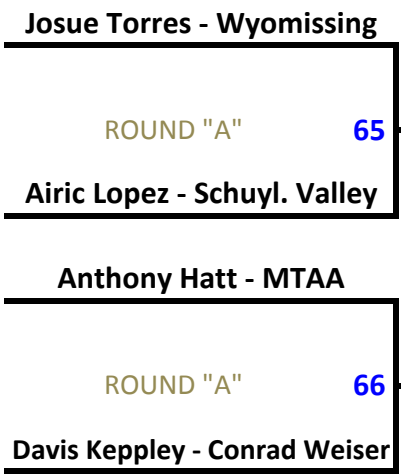 Josue Torres - Wyomissing
ROUND "A" 65
Airic Lopez - Schuyl. Valley
Anthony Hatt - MTAA
ROUND "A" 66
Davis Keppley - Conrad Weiser